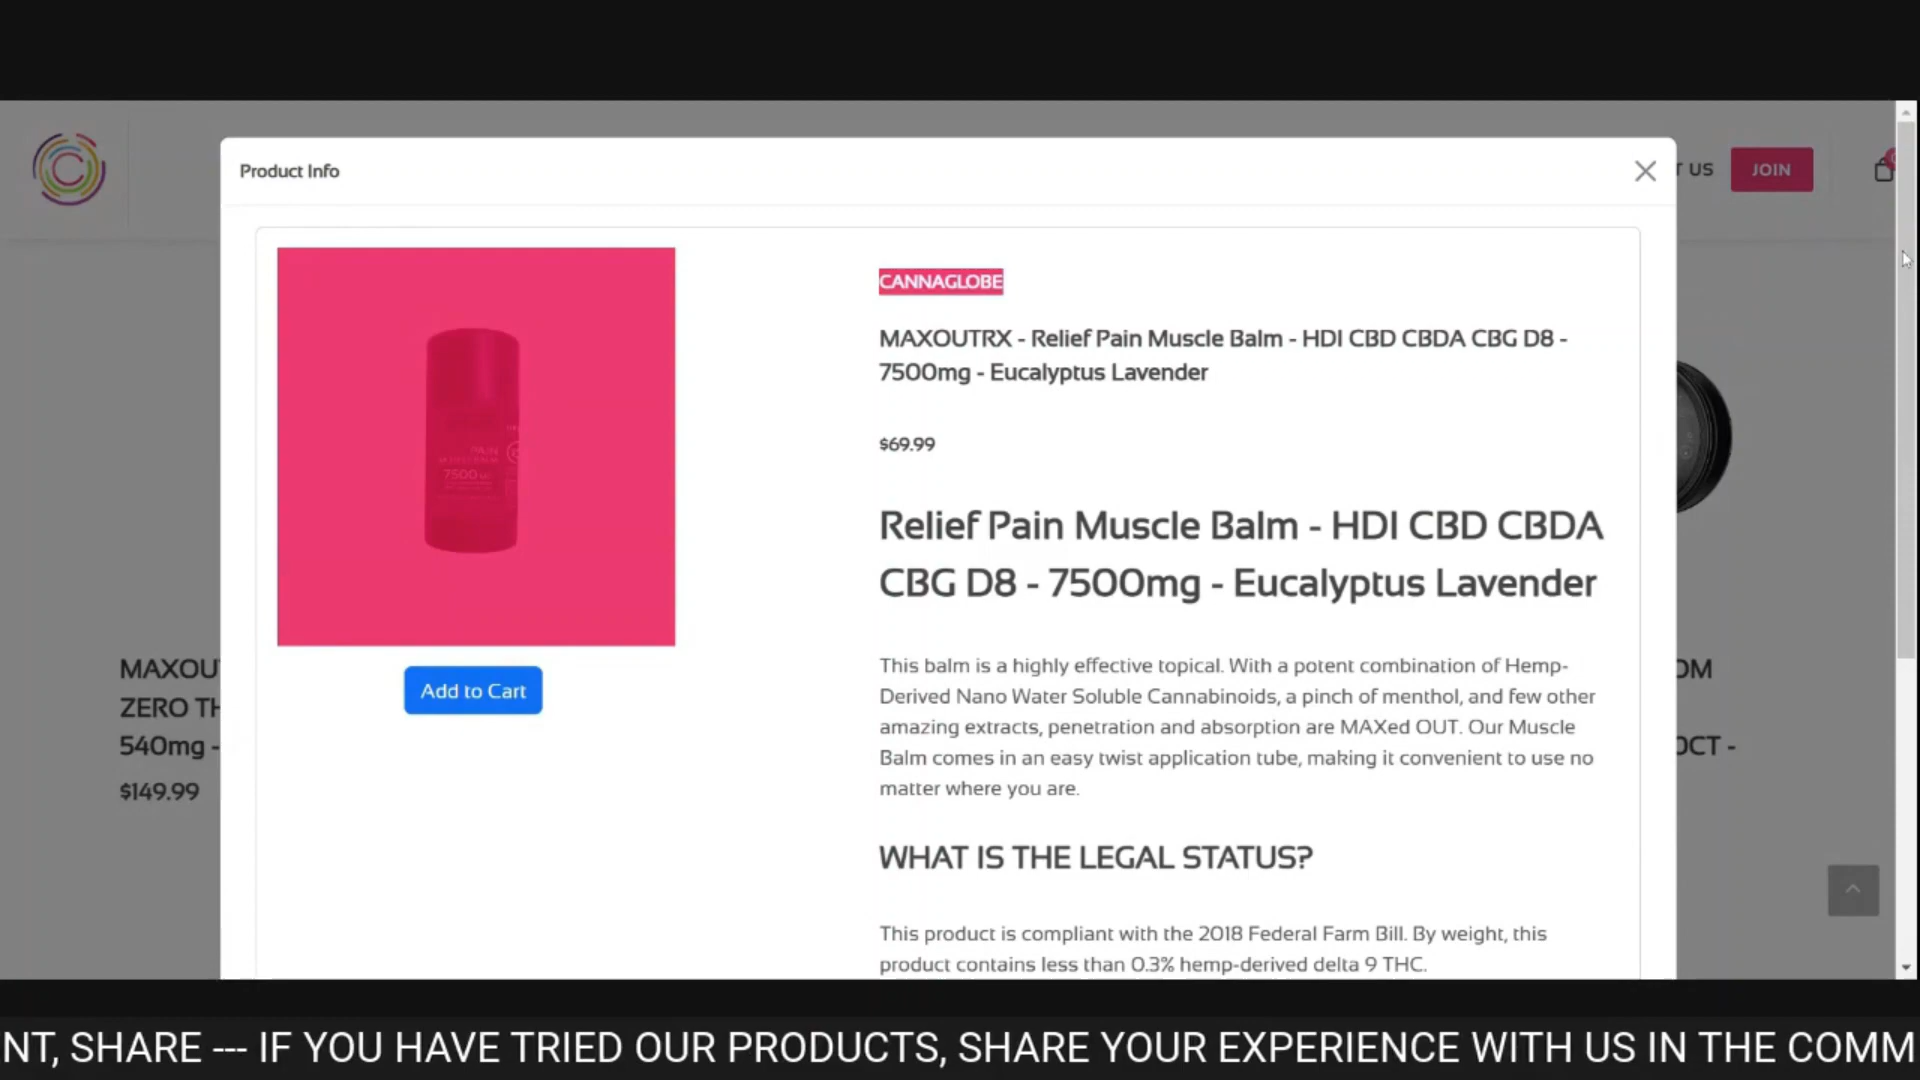 Product Info
T US
JOIN
CANNAGLOBE
MAXOUTRX - Relief Pain Muscle Balm - HDI CBD CBDA CBG D8 -
7500mg - Eucalyptus Lavender
$69.99
PAIN
7500
Relief Pain Muscle Balm - HDI CBD CBDA
CBG D8 - 7500mg - Eucalyptus Lavender
Add to Cart
This balm is a highly effective topical. With a potent combination of Hemp-
Derived Nano Water Soluble Cannabinoids, a pinch of menthol, and few other
amazing extracts, penetration and absorption are MAXed OUT. Our Muscle
Balm comes in an easy twist application tube, making it convenient to use no
matter where you are.
WHAT IS THE LEGAL STATUS?
This product is compliant with the 2018 Federal Farm Bill. By weight, this
product contains less than 0.3% hemp-derived delta 9 THC.
MAXOU
ZERO TH
540mg -
$149.99
OM
OCT -
NT, SHARE --- IF YOU HAVE TRIED OUR PRODUCTS, SHARE YOUR EXPERIENCE WITH US IN THE COMM